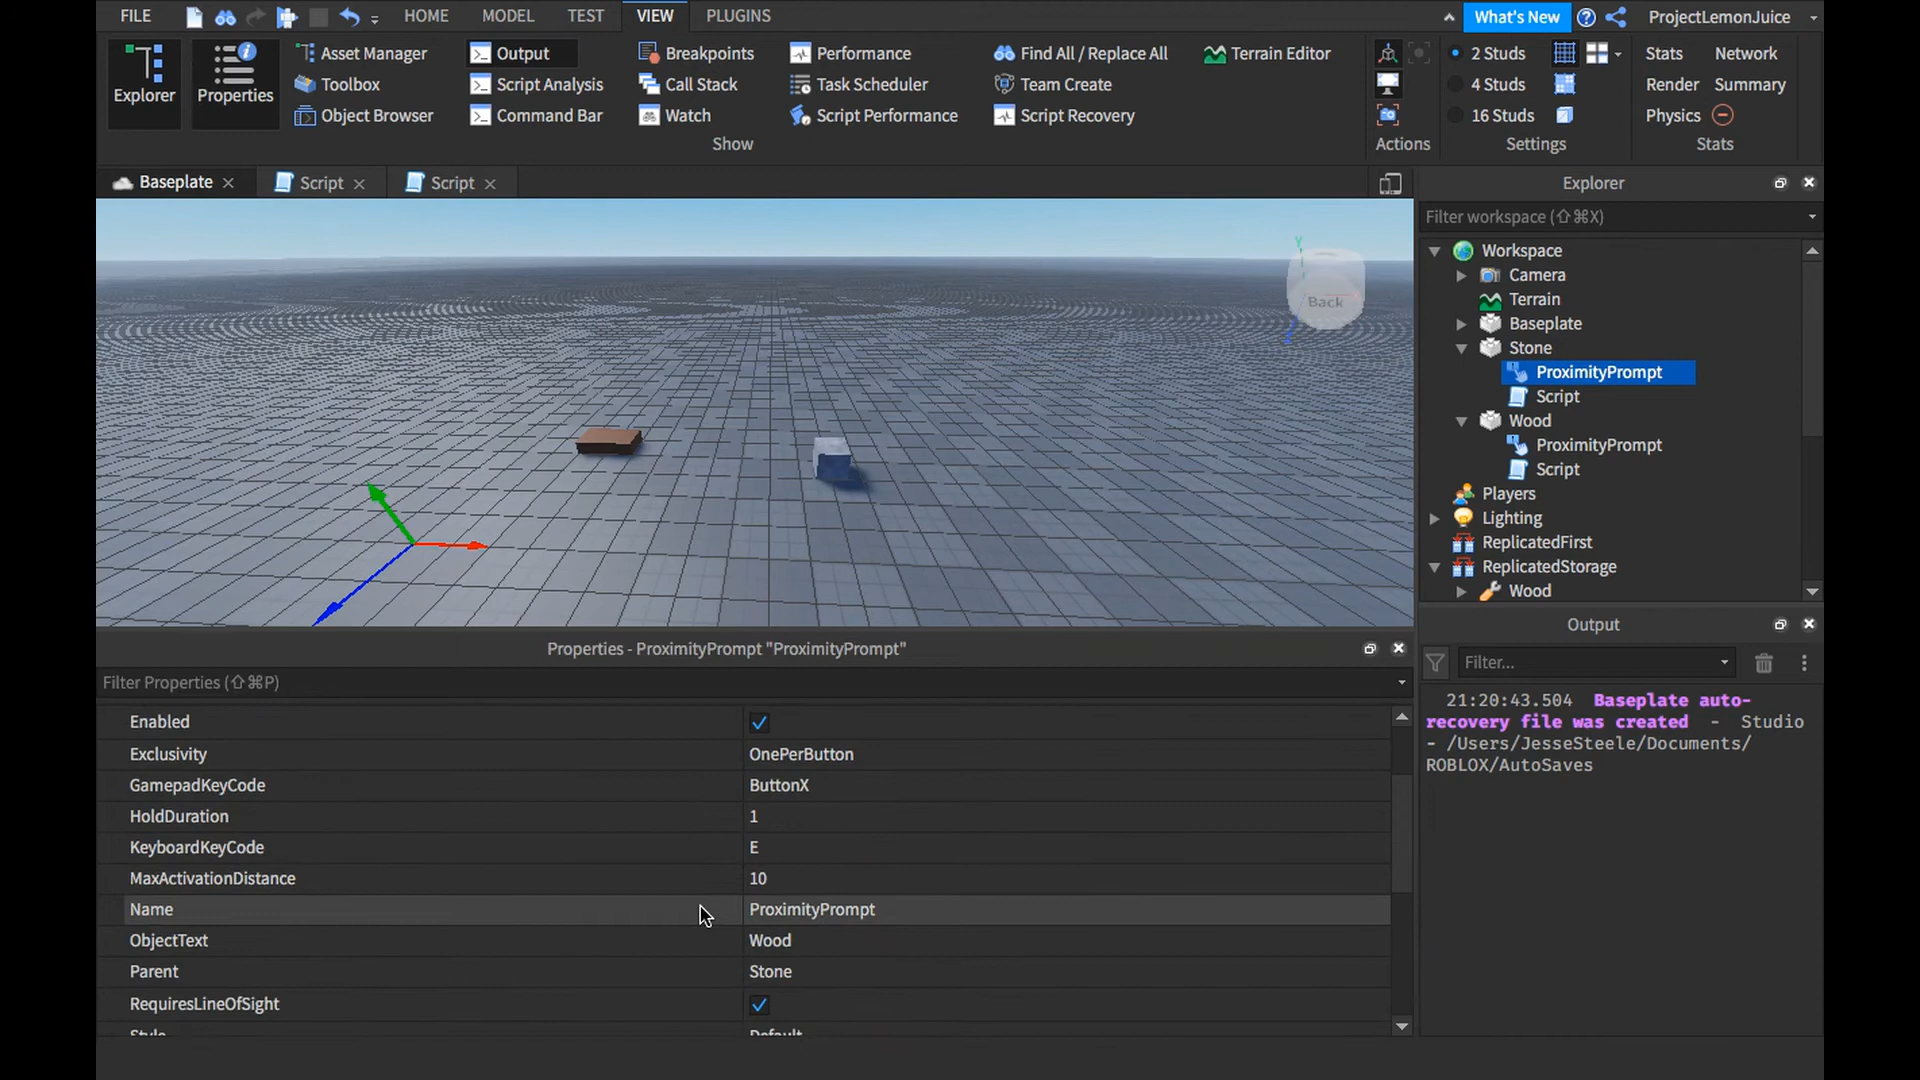 FILE HOME MODEL TEST VIEW PLUGINS What's New ProjectLemonJuice
Explorer
Properties
Asset Manager
Toolbox
Object Browser
Output
Script Analysis
Command Bar
Breakpoints
Call Stack
Watch
Performance
Task Scheduler
Script Performance
Find All / Replace All
Team Create
Script Recovery
Terrain Editor
Show
Actions
2 Studs
4 Studs
16 Studs
Settings
Stats Network
Render Summary
Physics
Stats
Baseplate Script Script
Back
Y
Z
Explorer
Filter workspace (⇧⌘X)
Workspace
Camera
Terrain
Baseplate
Stone
ProximityPrompt
Script
Wood
ProximityPrompt
Script
Players
Lighting
ReplicatedFirst
ReplicatedStorage
Wood
Properties - ProximityPrompt "ProximityPrompt"
Filter Properties (⇧⌘P)
Enabled
Exclusivity OnePerButton
GamepadKeyCode ButtonX
HoldDuration 1
KeyboardKeyCode E
MaxActivationDistance 10
Name ProximityPrompt
ObjectText Wood
Parent Stone
RequiresLineOfSight
Style Default
Output
Filter...
21:20:43.504 Baseplate auto-
recovery file was created - Studio
- /Users/JesseSteele/Documents/
ROBLOX/AutoSaves